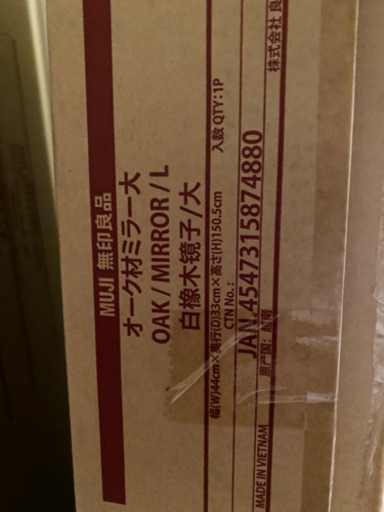 MUJI 無印良品
オーク材ミラー大
OAK / MIRROR / L
白橡木镜子/大
幅(W)44cm×奥行(D)33cm×高さ(H)150.5cm 入数 QTY:1P
CTN No. :
JAN.4547315874880
原产国: 越南
MADE IN VIETNAM
株式会社 良